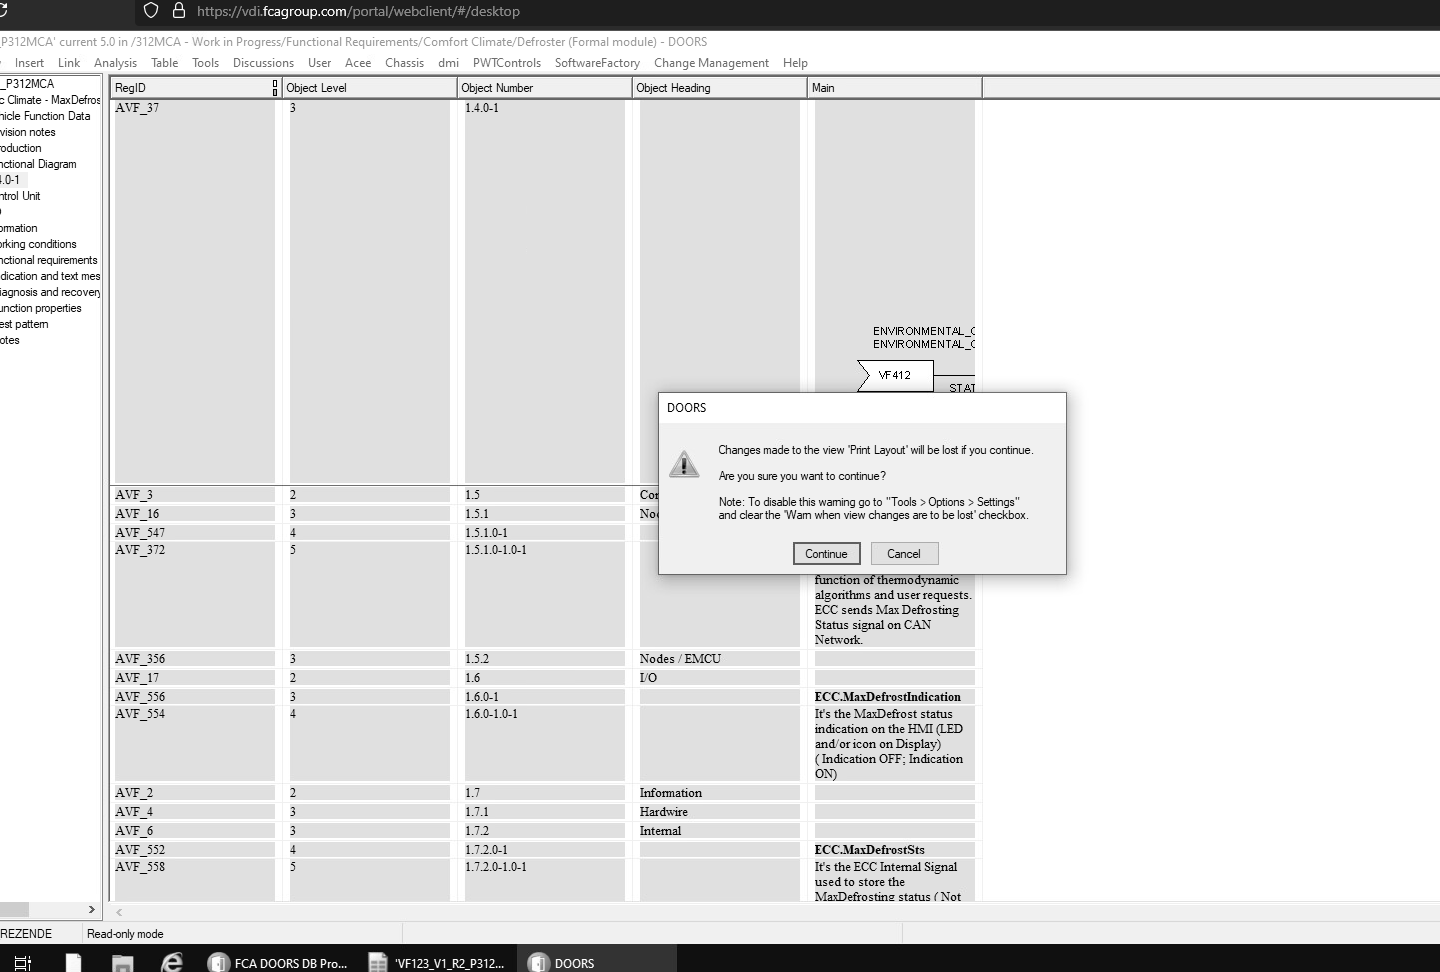 https://vdi.fcagroup.com/portal/webclient/#/desktop
_P312MCA' current 5.0 in /312MCA - Work in Progress/Functional Requirements/Comfort Climate/Defroster (Formal module) - DOORS
Insert Link Analysis Table Tools Discussions User Acee Chassis dmi PWTControls SoftwareFactory Change Management Help
_P312MCA
c Climate - MaxDefros
hicle Function Data
vision notes
roduction
nctional Diagram
4.0-1
ntrol Unit
O
ormation
orking conditions
nctional requirements
dication and text mes
iagnosis and recovery
unction properties
est pattern
otes
RegID Object Level Object Number Object Heading Main
AVF_37 3 1.4.0-1
ENVIRONMENTAL_C
ENVIRONMENTAL_C
VF412
STAT
DOORS
Changes made to the view 'Print Layout' will be lost if you continue.
Are you sure you want to continue?
Note: To disable this warning go to "Tools > Options > Settings"
and clear the 'Warn when view changes are to be lost' checkbox.
Continue Cancel
AVF_3 2 1.5 Cor
AVF_16 3 1.5.1 Noc
AVF_547 4 1.5.1.0-1
AVF_372 5 1.5.1.0-1.0-1
function of thermodynamic
algorithms and user requests.
ECC sends Max Defrosting
Status signal on CAN
Network.
AVF_356 3 1.5.2 Nodes / EMCU
AVF_17 2 1.6 I/O
AVF_556 3 1.6.0-1 ECC.MaxDefrostIndication
AVF_554 4 1.6.0-1.0-1 It's the MaxDefrost status
indication on the HMI (LED
and/or icon on Display)
( Indication OFF; Indication
ON)
AVF_2 2 1.7 Information
AVF_4 3 1.7.1 Hardwire
AVF_6 3 1.7.2 Internal
AVF_552 4 1.7.2.0-1 ECC.MaxDefrostSts
AVF_558 5 1.7.2.0-1.0-1 It's the ECC Internal Signal
used to store the
MaxDefrosting status ( Not
REZENDE Read-only mode
FCA DOORS DB Pro... 'VF123_V1_R2_P312... DOORS